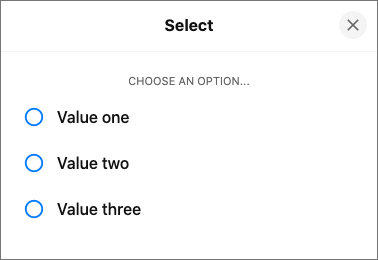 Select
CHOOSE AN OPTION...
Value one
Value two
Value three